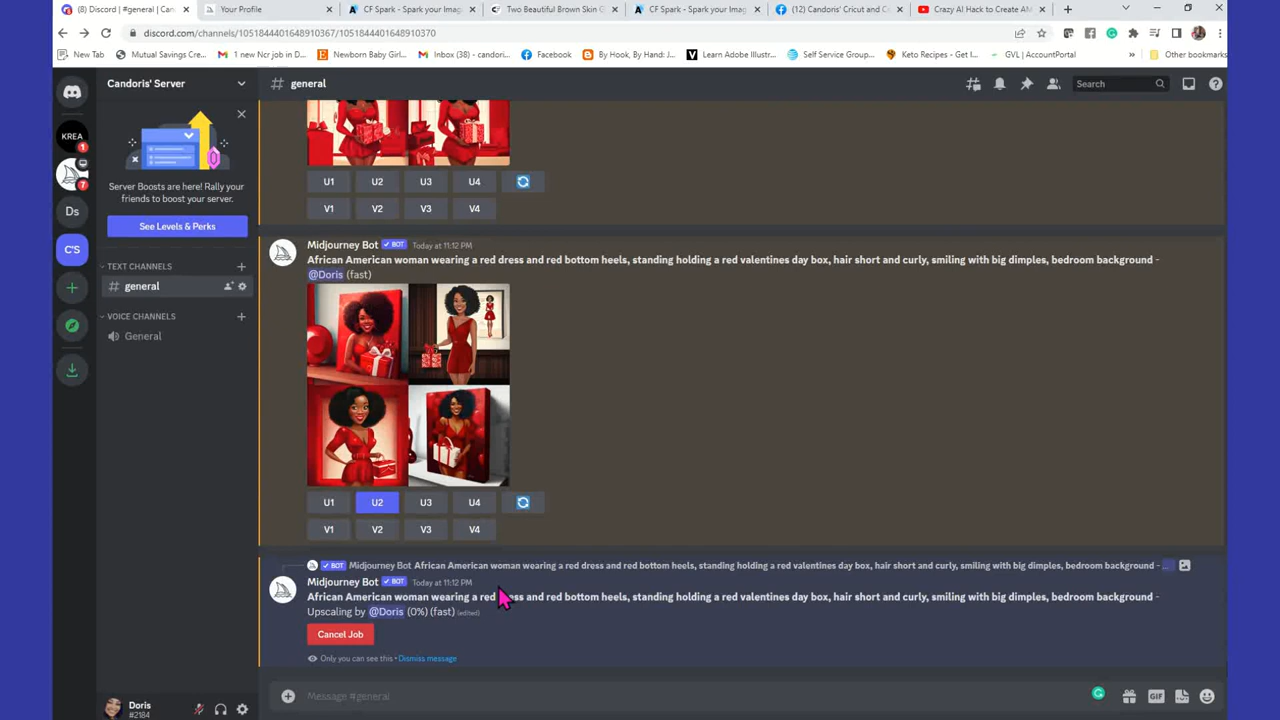 (8) Discord | #general | Can
Your Profile
CF Spark - Spark your Imag
Two Beautiful Brown Skin G
CF Spark - Spark your Imag
(12) Candoris' Cricut and C
Crazy AI Hack to Create AM
discord.com/channels/1051844401648910367/1051844401648910370
New Tab
Mutual Savings Cre...
1 new Ncr job in D...
Newborn Baby Girl...
Inbox (38) - candori...
Facebook
By Hook, By Hand: J...
Learn Adobe Illustr...
Self Service Group...
Keto Recipes - Get I...
GVL | AccountPortal
»
Other bookmarks
Candoris' Server
# general
Search
KREA
1
7
Ds
C'S
Server Boosts are here! Rally your
friends to boost your server.
See Levels & Perks
TEXT CHANNELS
# general
VOICE CHANNELS
General
U1 U2 U3 U4
V1 V2 V3 V4
Midjourney Bot ✓ BOT Today at 11:12 PM
African American woman wearing a red dress and red bottom heels, standing holding a red valentines day box, hair short and curly, smiling with big dimples, bedroom background -
@Doris (fast)
U1 U2 U3 U4
V1 V2 V3 V4
✓ BOT Midjourney Bot African American woman wearing a red dress and red bottom heels, standing holding a red valentines day box, hair short and curly, smiling with big dimples, bedroom background - ...
Midjourney Bot ✓ BOT Today at 11:12 PM
African American woman wearing a red dress and red bottom heels, standing holding a red valentines day box, hair short and curly, smiling with big dimples, bedroom background -
Upscaling by @Doris (0%) (fast) (edited)
Cancel Job
Only you can see this • Dismiss message
Message #general
GIF
Doris
#2184